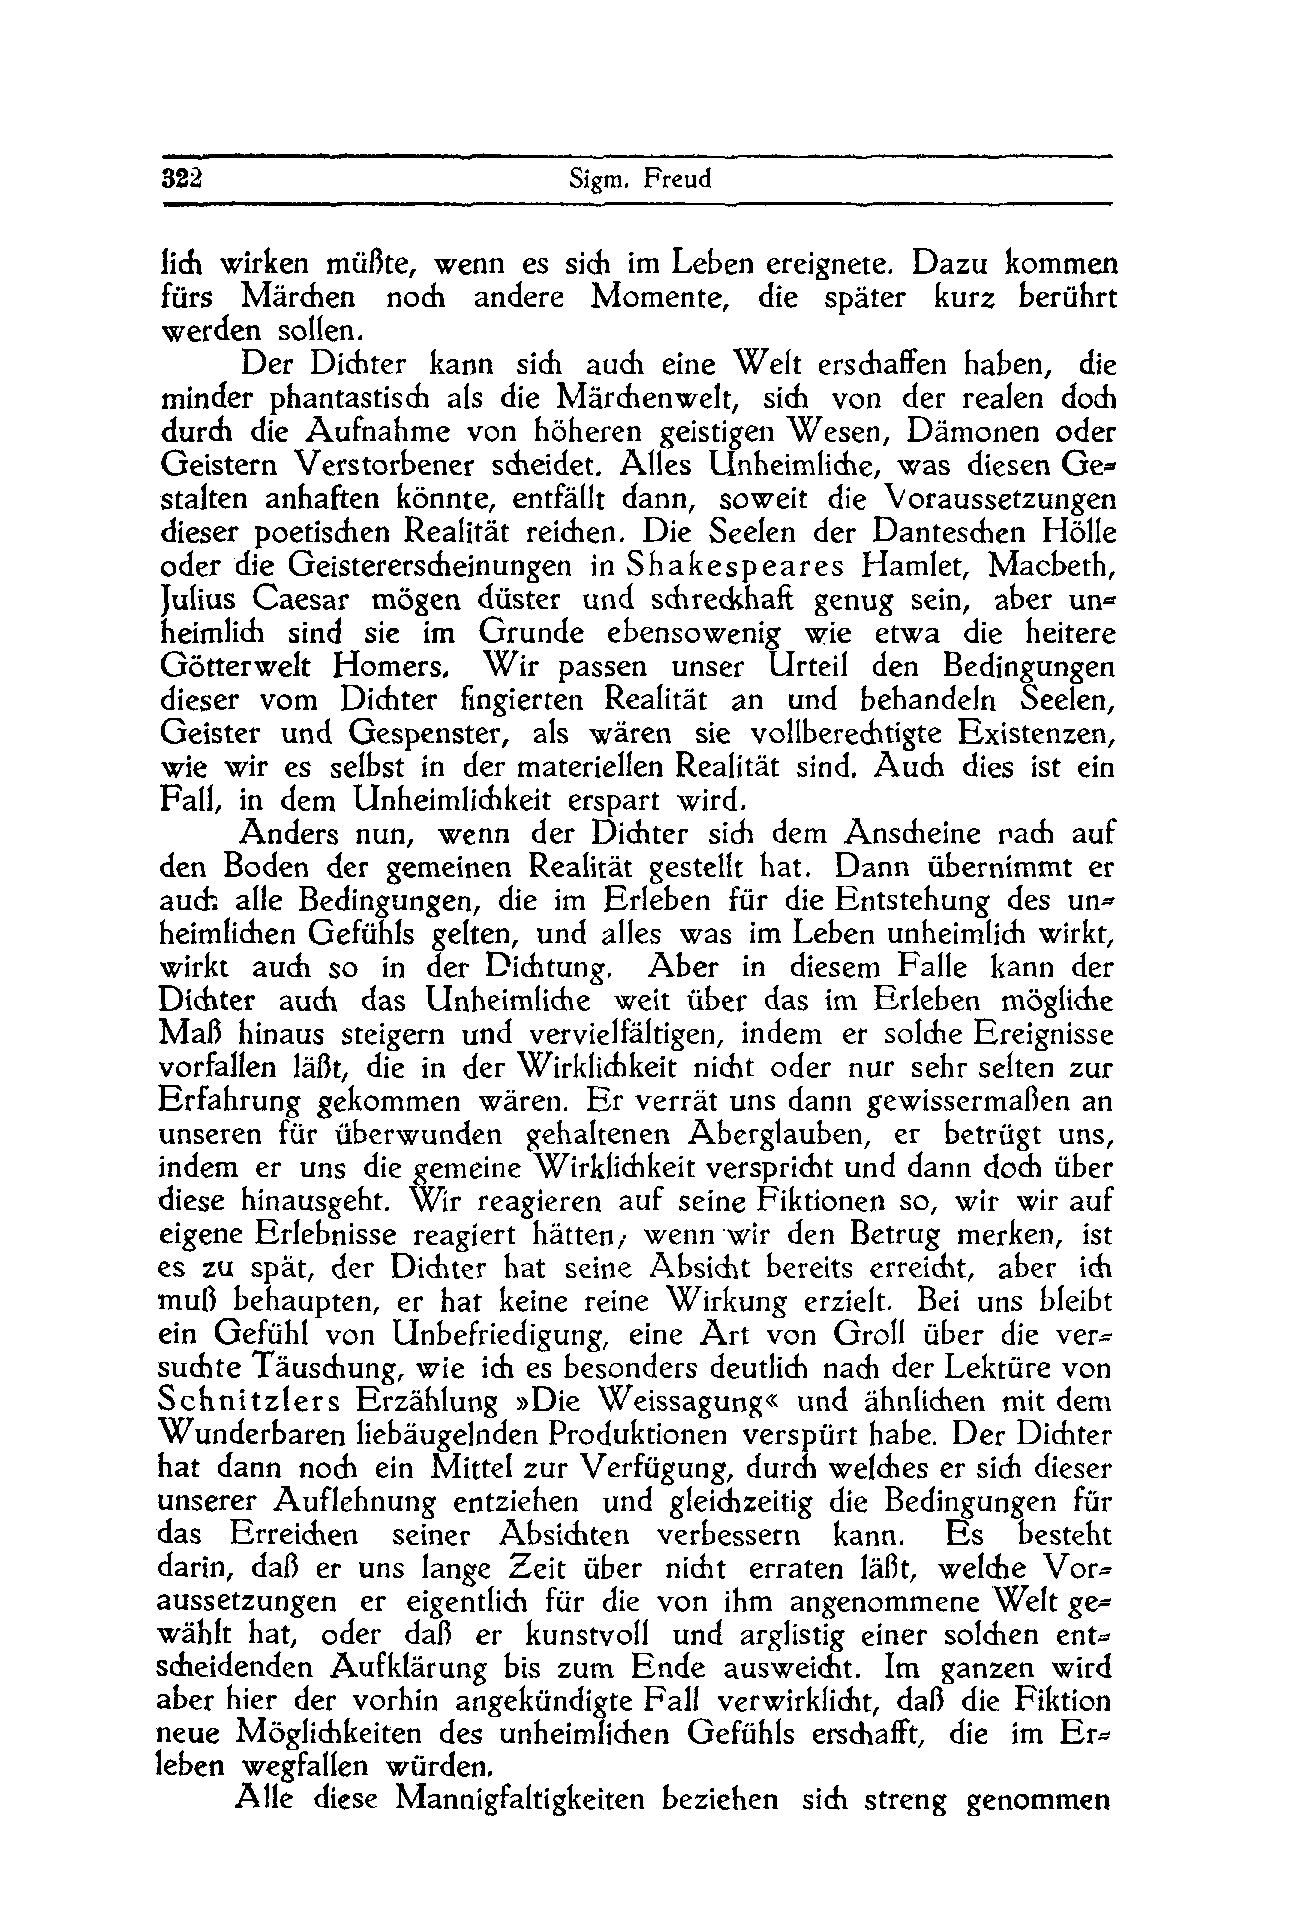 322 Sigm. Freud
lich wirken müßte, wenn es sich im Leben ereignete. Dazu kommen
fürs Märchen noch andere Momente, die später kurz berührt
werden sollen.
Der Dichter kann sich auch eine Welt erschaffen haben, die
minder phantastisch als die Märchenwelt, sich von der realen doch
durch die Aufnahme von höheren geistigen Wesen, Dämonen oder
Geistern Verstorbener scheidet. Alles Unheimliche, was diesen Ge-
stalten anhaften könnte, entfällt dann, soweit die Voraussetzungen
dieser poetischen Realität reichen. Die Seelen der Danteschen Hölle
oder die Geistererscheinungen in Shakespeares Hamlet, Macbeth,
Julius Caesar mögen düster und schreckhaft genug sein, aber un-
heimlich sind sie im Grunde ebensowenig wie etwa die heitere
Götterwelt Homers. Wir passen unser Urteil den Bedingungen
dieser vom Dichter fingierten Realität an und behandeln Seelen,
Geister und Gespenster, als wären sie vollberechtigte Existenzen,
wie wir es selbst in der materiellen Realität sind. Auch dies ist ein
Fall, in dem Unheimlichkeit erspart wird.
Anders nun, wenn der Dichter sich dem Anscheine nach auf
den Boden der gemeinen Realität gestellt hat. Dann übernimmt er
auch alle Bedingungen, die im Erleben für die Entstehung des un-
heimlichen Gefühls gelten, und alles was im Leben unheimlich wirkt,
wirkt auch so in der Dichtung. Aber in diesem Falle kann der
Dichter auch das Unheimliche weit über das im Erleben mögliche
Maß hinaus steigern und vervielfältigen, indem er solche Ereignisse
vorfallen läßt, die in der Wirklichkeit nicht oder nur sehr selten zur
Erfahrung gekommen wären. Er verrät uns dann gewissermaßen an
unseren für überwunden gehaltenen Aberglauben, er betrügt uns,
indem er uns die gemeine Wirklichkeit verspricht und dann doch über
diese hinausgeht. Wir reagieren auf seine Fiktionen so, wir wir auf
eigene Erlebnisse reagiert hätten; wenn wir den Betrug merken, ist
es zu spät, der Dichter hat seine Absicht bereits erreicht, aber ich
muß behaupten, er hat keine reine Wirkung erzielt. Bei uns bleibt
ein Gefühl von Unbefriedigung, eine Art von Groll über die ver-
suchte Täuschung, wie ich es besonders deutlich nach der Lektüre von
Schnitzlers Erzählung »Die Weissagung« und ähnlichen mit dem
Wunderbaren liebäugelnden Produktionen verspürt habe. Der Dichter
hat dann noch ein Mittel zur Verfügung, durch welches er sich dieser
unserer Auflehnung entziehen und gleichzeitig die Bedingungen für
das Erreichen seiner Absichten verbessern kann. Es besteht
darin, daß er uns lange Zeit über nicht erraten läßt, welche Vor-
aussetzungen er eigentlich für die von ihm angenommene Welt ge-
wählt hat, oder daß er kunstvoll und arglistig einer solchen ent-
scheidenden Aufklärung bis zum Ende ausweicht. Im ganzen wird
aber hier der vorhin angekündigte Fall verwirklicht, daß die Fiktion
neue Möglichkeiten des unheimlichen Gefühls erschafft, die im Er-
leben wegfallen würden.
Alle diese Mannigfaltigkeiten beziehen sich streng genommen